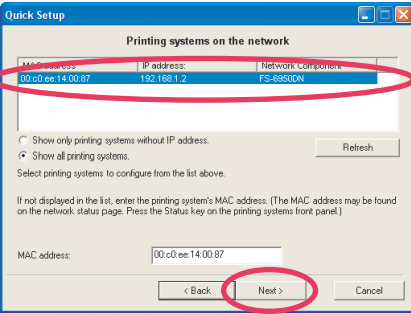 Quick Setup
Printing systems on the network
MAC address IP address: Network Component
00:c0:ee:14:00:87 192.168.1.2 FS-6950DN
Show only printing systems without IP address.
Show all printing systems.
Refresh
Select printing systems to configure from the list above.
If not displayed in the list, enter the printing system's MAC address. (The MAC address may be found
on the network status page. Press the Status key on the printing systems front panel.)
MAC address: 00:c0:ee:14:00:87
< Back Next > Cancel